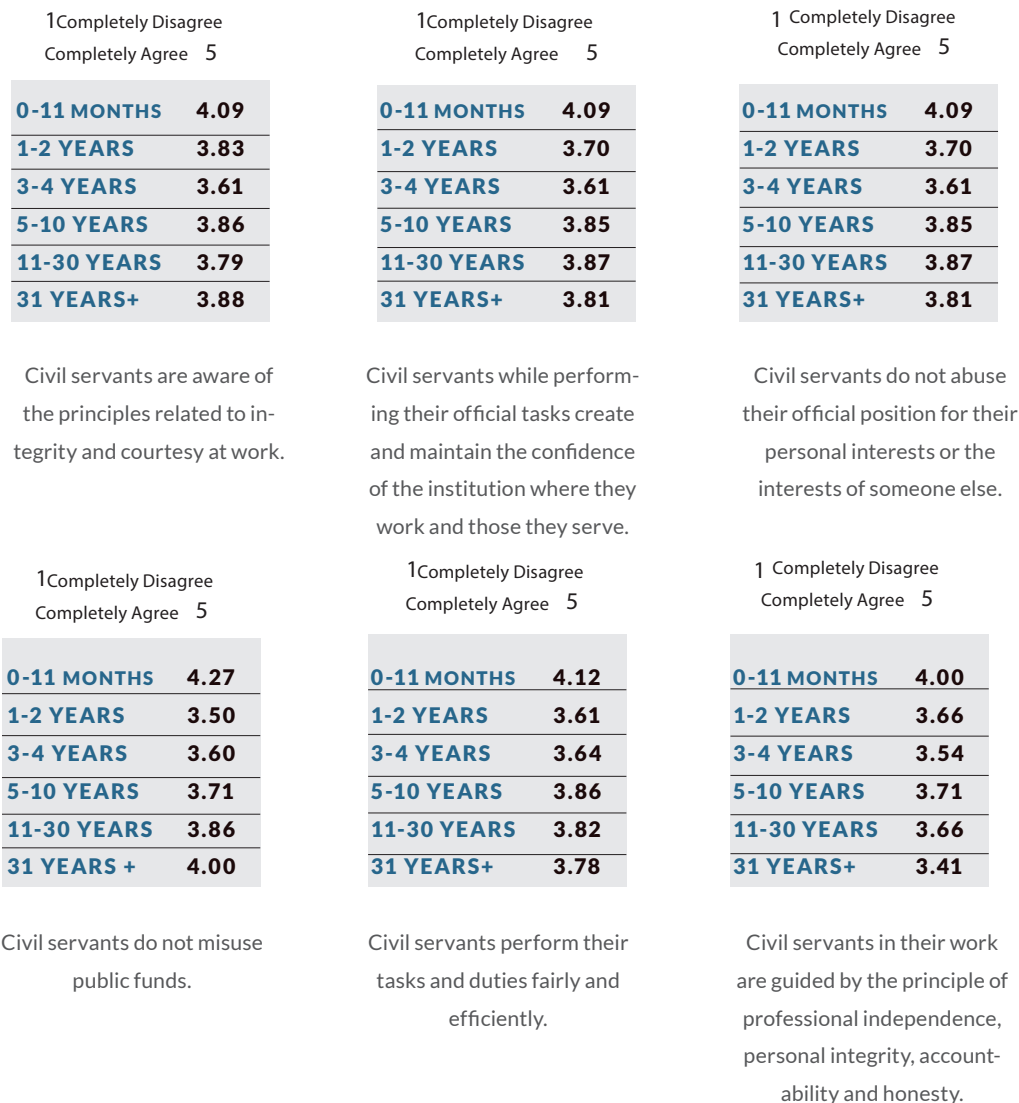 1Completely Disagree
Completely Agree 5
0-11 MONTHS 4.09
1-2 YEARS 3.83
3-4 YEARS 3.61
5-10 YEARS 3.86
11-30 YEARS 3.79
31 YEARS+ 3.88
Civil servants are aware of
the principles related to in-
tegrity and courtesy at work.
1Completely Disagree
Completely Agree 5
0-11 MONTHS 4.09
1-2 YEARS 3.70
3-4 YEARS 3.61
5-10 YEARS 3.85
11-30 YEARS 3.87
31 YEARS+ 3.81
Civil servants while perform-
ing their official tasks create
and maintain the confidence
of the institution where they
work and those they serve.
1 Completely Disagree
Completely Agree 5
0-11 MONTHS 4.09
1-2 YEARS 3.70
3-4 YEARS 3.61
5-10 YEARS 3.85
11-30 YEARS 3.87
31 YEARS+ 3.81
Civil servants do not abuse
their official position for their
personal interests or the
interests of someone else.
1Completely Disagree
Completely Agree 5
0-11 MONTHS 4.27
1-2 YEARS 3.50
3-4 YEARS 3.60
5-10 YEARS 3.71
11-30 YEARS 3.86
31 YEARS + 4.00
Civil servants do not misuse
public funds.
1Completely Disagree
Completely Agree 5
0-11 MONTHS 4.12
1-2 YEARS 3.61
3-4 YEARS 3.64
5-10 YEARS 3.86
11-30 YEARS 3.82
31 YEARS+ 3.78
Civil servants perform their
tasks and duties fairly and
efficiently.
1 Completely Disagree
Completely Agree 5
0-11 MONTHS 4.00
1-2 YEARS 3.66
3-4 YEARS 3.54
5-10 YEARS 3.71
11-30 YEARS 3.66
31 YEARS+ 3.41
Civil servants in their work
are guided by the principle of
professional independence,
personal integrity, account-
ability and honesty.